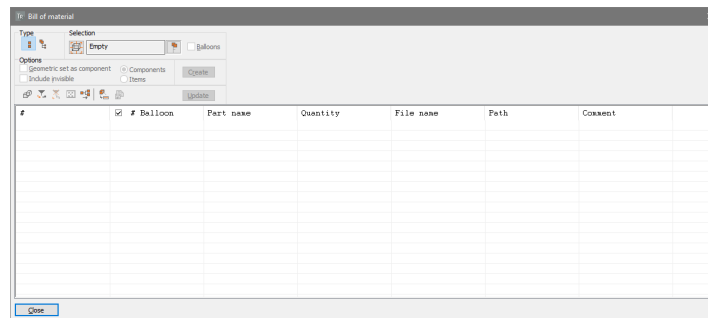 Bill of material
Type
Selection
Empty
Balloons
Options
Geometric set as component
Components
Create
Include invisible
Items
Update
# # Balloon Part name Quantity File name Path Comment
Close